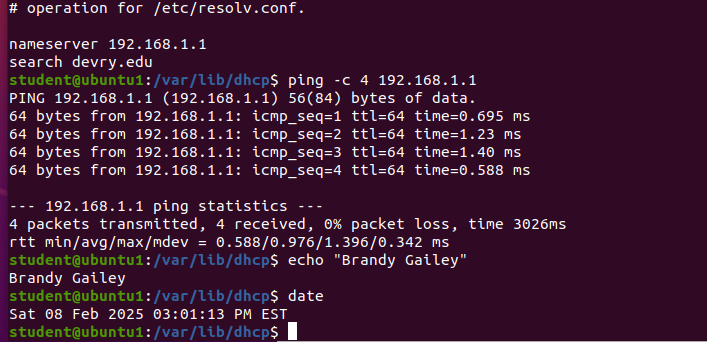 # operation for /etc/resolv.conf.
nameserver 192.168.1.1
search devry.edu
student@ubuntu1:/var/lib/dhcp$ ping -c 4 192.168.1.1
PING 192.168.1.1 (192.168.1.1) 56(84) bytes of data.
64 bytes from 192.168.1.1: icmp_seq=1 ttl=64 time=0.695 ms
64 bytes from 192.168.1.1: icmp_seq=2 ttl=64 time=1.23 ms
64 bytes from 192.168.1.1: icmp_seq=3 ttl=64 time=1.40 ms
64 bytes from 192.168.1.1: icmp_seq=4 ttl=64 time=0.588 ms
--- 192.168.1.1 ping statistics ---
4 packets transmitted, 4 received, 0% packet loss, time 3026ms
rtt min/avg/max/mdev = 0.588/0.976/1.396/0.342 ms
student@ubuntu1:/var/lib/dhcp$ echo "Brandy Gailey"
Brandy Gailey
student@ubuntu1:/var/lib/dhcp$ date
Sat 08 Feb 2025 03:01:13 PM EST
student@ubuntu1:/var/lib/dhcp$